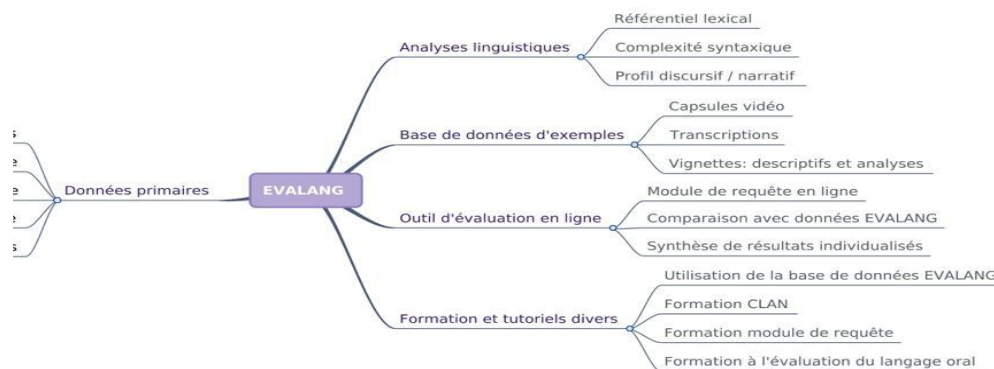 Référentiel lexical
Analyses linguistiques
Complexité syntaxique
Profil discursif / narratif
Capsules vidéo
Base de données d'exemples
Transcriptions
Vignettes: descriptifs et analyses
Données primaires
EVALANG
Module de requête en ligne
Outil d'évaluation en ligne
Comparaison avec données EVALANG
Synthèse de résultats individualisés
Utilisation de la base de données EVALANG
Formation CLAN
Formation et tutoriels divers
Formation module de requête
Formation à l'évaluation du langage oral